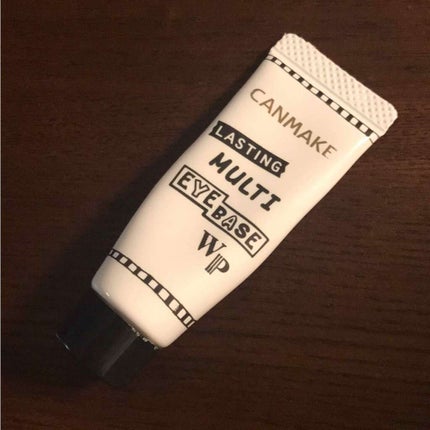 CANMAKE
LASTING
MULTI
EYE
BASE
WP